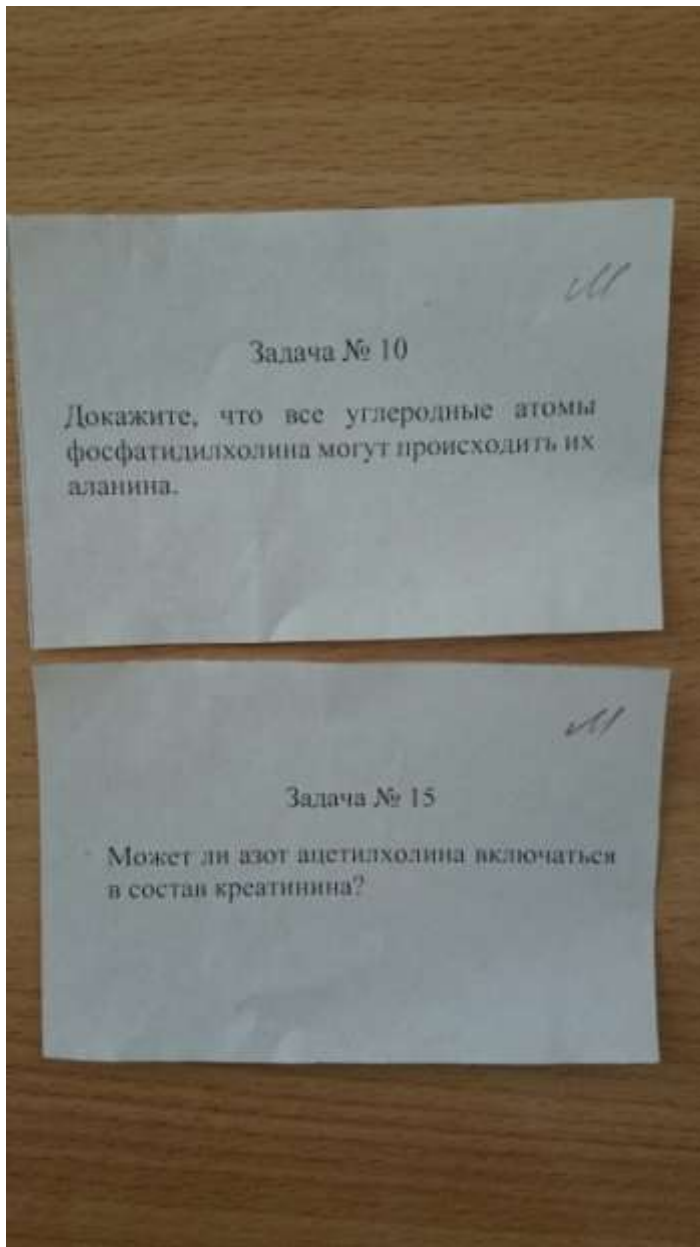 Задача № 10
Докажите, что все углеродные атомы
фосфатидилхолина могут происходить их
аланина.
Задача № 15
Может ли азот ацетилхолина включаться
в состав креатинина?